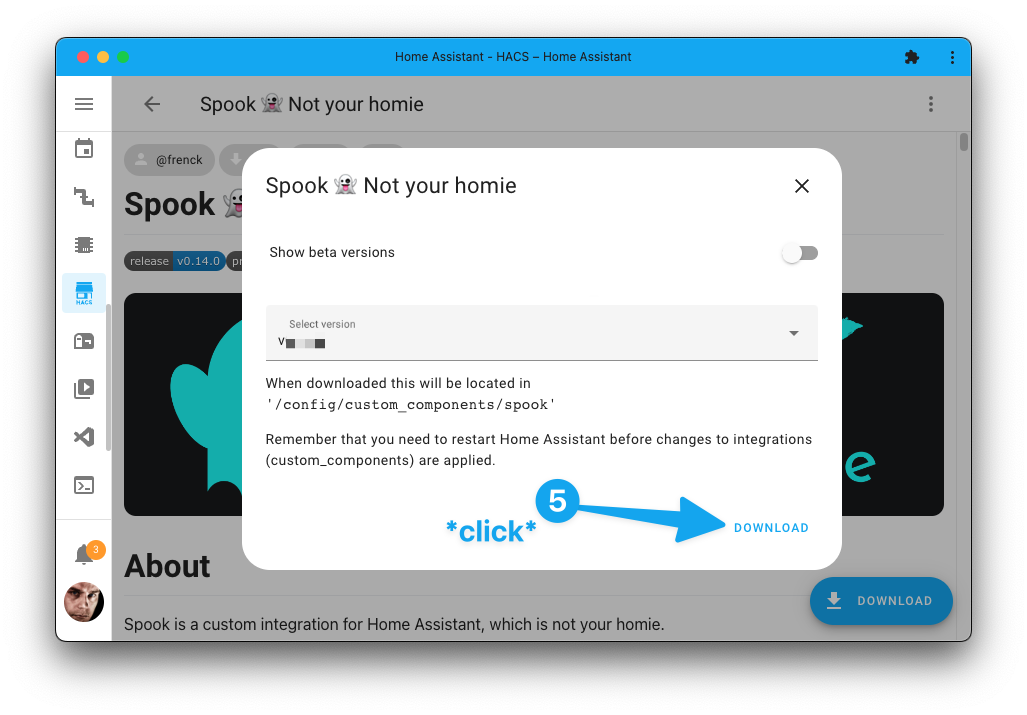 Home Assistant - HACS – Home Assistant
Spook 👻 Not your homie
@frenck
Spook
release v0.14.0
HACS
Spook 👻 Not your homie
Show beta versions
Select version
v
When downloaded this will be located in
'/config/custom_components/spook'
Remember that you need to restart Home Assistant before changes to integrations
(custom_components) are applied.
5
*click*
DOWNLOAD
e
3
About
DOWNLOAD
Spook is a custom integration for Home Assistant, which is not your homie.